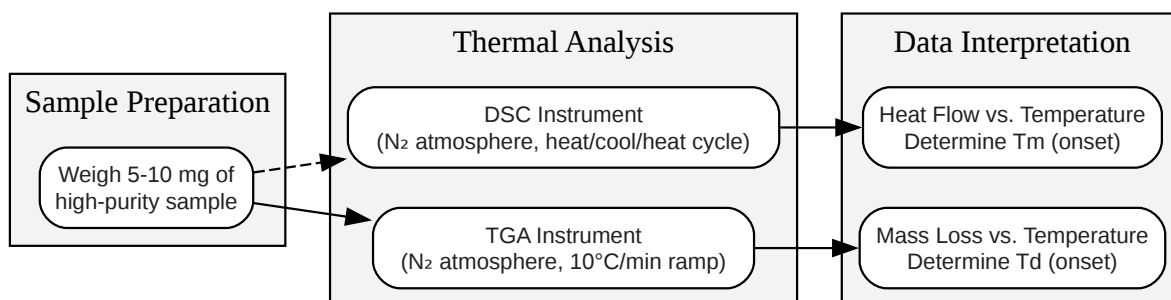 Sample Preparation
Weigh 5-10 mg of
high-purity sample
Thermal Analysis
DSC Instrument
(N₂ atmosphere, heat/cool/heat cycle)
TGA Instrument
(N₂ atmosphere, 10°C/min ramp)
Data Interpretation
Heat Flow vs. Temperature
Determine Tm (onset)
Mass Loss vs. Temperature
Determine Td (onset)